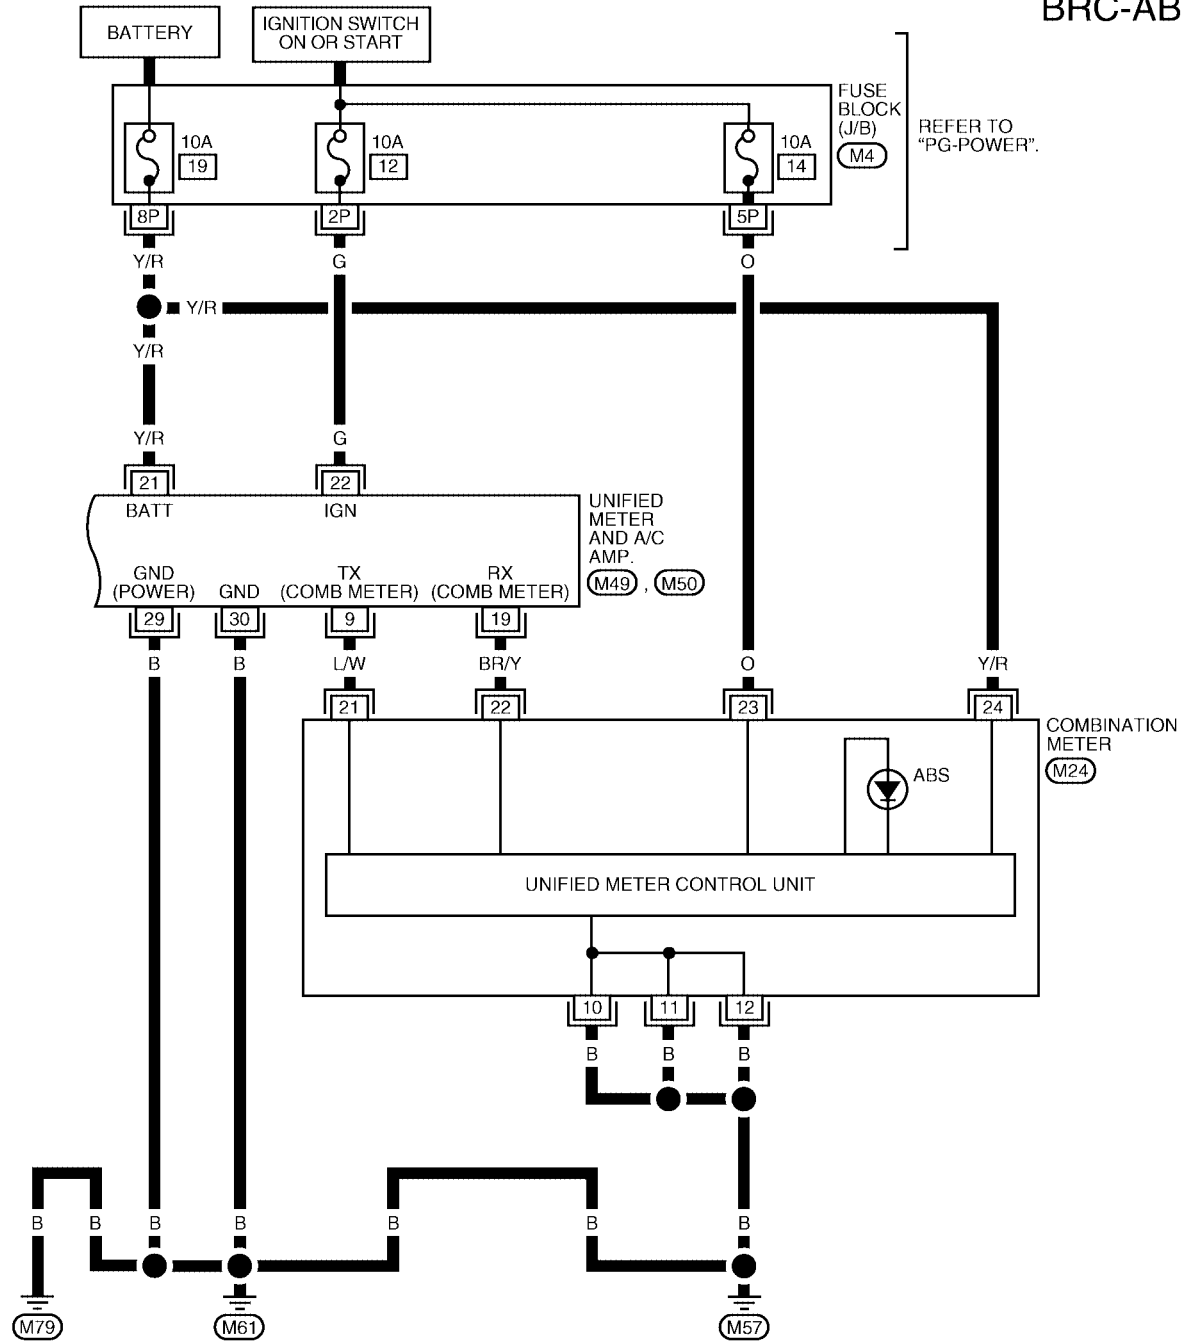 BRC-AB
BATTERY
IGNITION SWITCH
ON OR START
FUSE
BLOCK
(J/B)
M4
REFER TO
“PG-POWER”.
10A
19
10A
12
10A
14
8P
2P
5P
Y/R
G
O
Y/R
Y/R
Y/R
G
21
22
BATT
IGN
UNIFIED
METER
AND A/C
AMP.
M49 , M50
GND
(POWER)
GND
TX
(COMB METER)
RX
(COMB METER)
29
30
9
19
B
B
L/W
BR/Y
O
Y/R
21
22
23
24
COMBINATION
METER
M24
ABS
UNIFIED METER CONTROL UNIT
10
11
12
B
B
B
B
B
B
B
B
B
B
M79
M61
M57